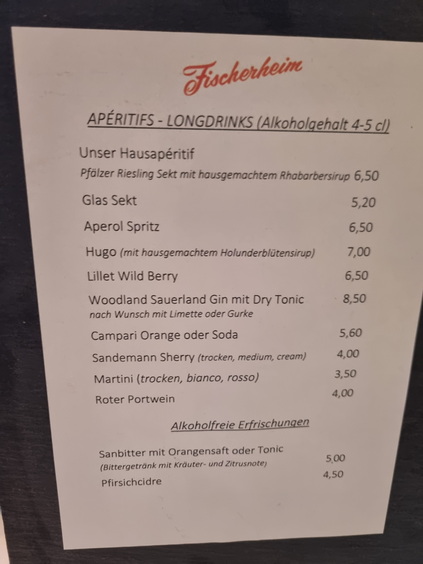 Fischerheim
APÉRITIFS - LONGDRINKS (Alkoholgehalt 4-5 cl)
Unser Hausapéritif
Pfälzer Riesling Sekt mit hausgemachtem Rhabarbersirup 6,50
Glas Sekt 5,20
Aperol Spritz 6,50
Hugo (mit hausgemachtem Holunderblütensirup) 7,00
Lillet Wild Berry 6,50
Woodland Sauerland Gin mit Dry Tonic 8,50
nach Wunsch mit Limette oder Gurke
Campari Orange oder Soda 5,60
Sandemann Sherry (trocken, medium, cream) 4,00
Martini (trocken, bianco, rosso) 3,50
Roter Portwein 4,00
Alkoholfreie Erfrischungen
Sanbitter mit Orangensaft oder Tonic
(Bittergetränk mit Kräuter- und Zitrusnote) 5,00
Pfirsichcidre 4,50